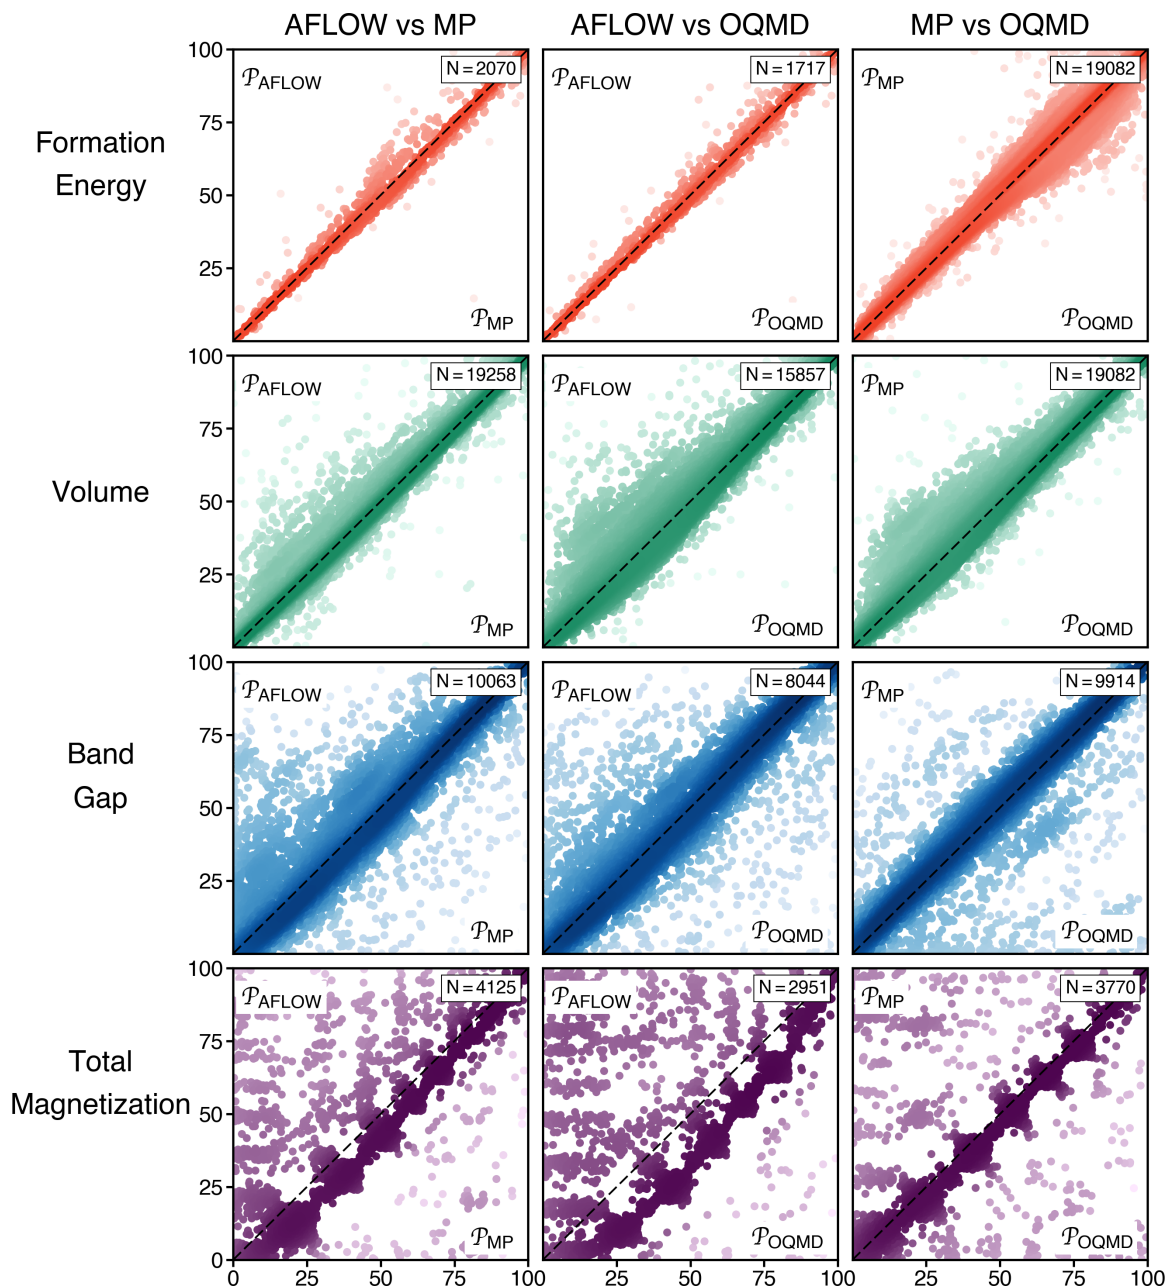 AFLOW vs MP AFLOW vs OQMD MP vs OQMD
Formation
Energy
100
75
50
25
𝒫AFLOW
N = 2070
𝒫MP
𝒫AFLOW
N = 1717
𝒫OQMD
𝒫MP
N = 19082
𝒫OQMD
Volume
100
75
50
25
𝒫AFLOW
N = 19258
𝒫MP
𝒫AFLOW
N = 15857
𝒫OQMD
𝒫MP
N = 19082
𝒫OQMD
Band
Gap
100
75
50
25
𝒫AFLOW
N = 10063
𝒫MP
𝒫AFLOW
N = 8044
𝒫OQMD
𝒫MP
N = 9914
𝒫OQMD
Total
Magnetization
100
75
50
25
0
𝒫AFLOW
N = 4125
𝒫MP
𝒫AFLOW
N = 2951
𝒫OQMD
𝒫MP
N = 3770
𝒫OQMD
0 25 50 75 100 25 50 75 100 25 50 75 100